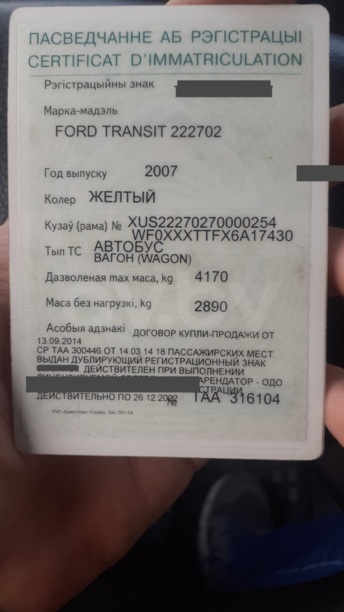 ПАСВЕДЧАННЕ АБ РЭГІСТРАЦЫІ
CERTIFICAT D'IMMATRICULATION
Рэгістрацыйны знак
Марка-мадэль
FORD TRANSIT 222702
Год выпуску 2007
Колер ЖЕЛТЫЙ
Кузаў (рама) № XUS22270270000254
WF0XXXTTFX6A17430
Тып ТС АВТОБУС
ВАГОН (WAGON)
Дазволеная max маса, kg 4170
Маса без нагрузкі, kg 2890
Асобыя адзнакі ДОГОВОР КУПЛИ-ПРОДАЖИ ОТ
13.09.2014
СР ТАА 300446 ОТ 14 03 14 18 ПАССАЖИРСКИХ МЕСТ
ВЫДАН ДУБЛИРУЮЩИЙ РЕГИСТРАЦИОННЫЙ ЗНАК
ДЕЙСТВИТЕЛЕН ПРИ ВЫПОЛНЕНИИ
АРЕНДАТОР - ОДО
СТРАЦИИ
ДЕЙСТВИТЕЛЬНО ПО 26 12 2022 № ТАА 316104